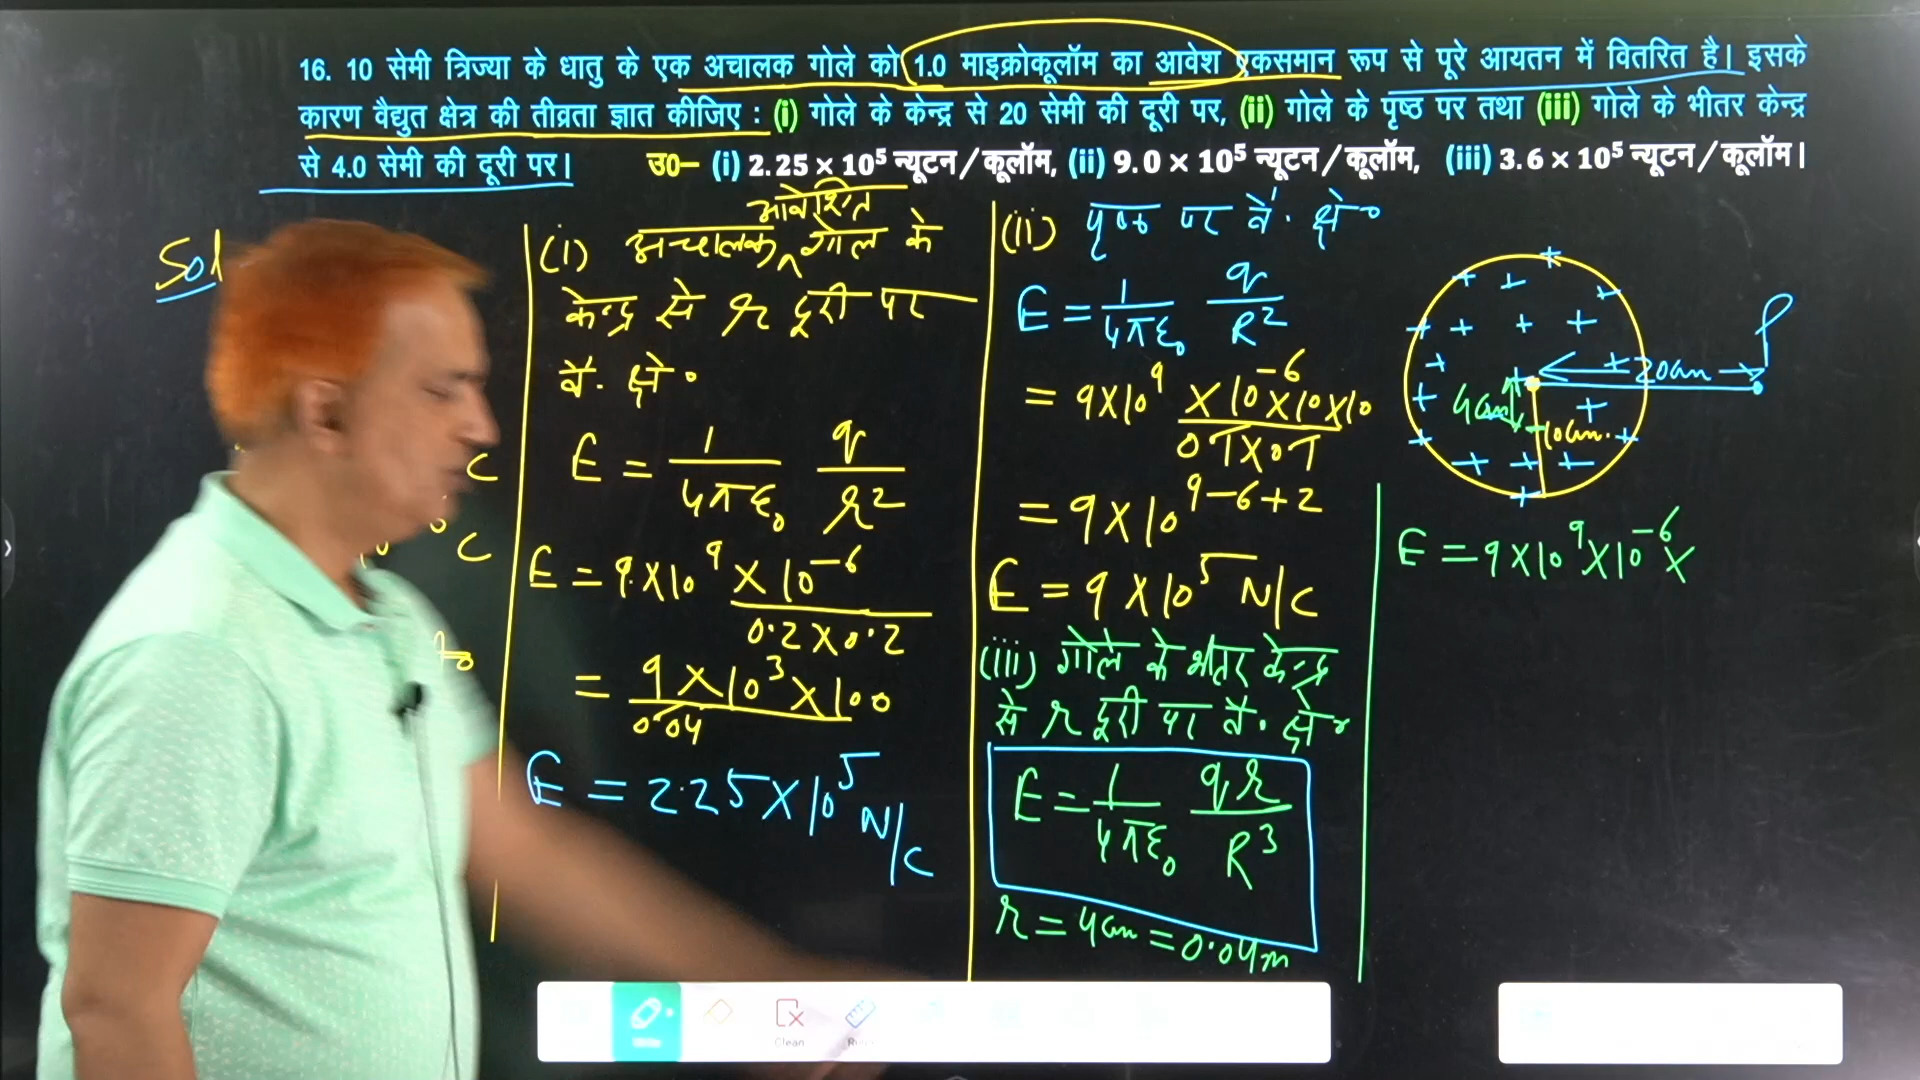 16. 10 सेमी त्रिज्या के धातु के एक अचालक गोले को 1.0 माइक्रोकूलॉम का आवेश एकसमान रूप से पूरे आयतन में वितरित है। इसके
कारण वैद्युत क्षेत्र की तीव्रता ज्ञात कीजिए : (i) गोले के केन्द्र से 20 सेमी की दूरी पर, (ii) गोले के पृष्ठ पर तथा (iii) गोले के भीतर केन्द्र
से 4.0 सेमी की दूरी पर। उ०– (i) 2.25 × 10⁵ न्यूटन/कूलॉम, (ii) 9.0 × 10⁵ न्यूटन/कूलॉम, (iii) 3.6 × 10⁵ न्यूटन/कूलॉम।
Sol
C
C
(i) अचालक आवेशित गोले के
केन्द्र से r दूरी पर
वै. क्षे०
E = 1/4πε₀ q/r²
E = 9×10⁹ × 10⁻⁶/0.2×0.2
= 9×10³×100/0.04
E = 2.25×10⁵ N/C
(ii) पृष्ठ पर वै. क्षे०
E = 1/4πε₀ q/R²
= 9×10⁹ × 10⁻⁶×10×10
= 9×10⁹⁻⁶⁺²
E = 9×10⁵ N/C
(iii) गोले के भीतर केन्द्र
से r दूरी पर वै. क्षे०
E = 1/4πε₀ qr/R³
r = 4cm = 0.04m
P
20cm
4cm
10cm.
E = 9×10⁹×10⁻⁶×
Clean